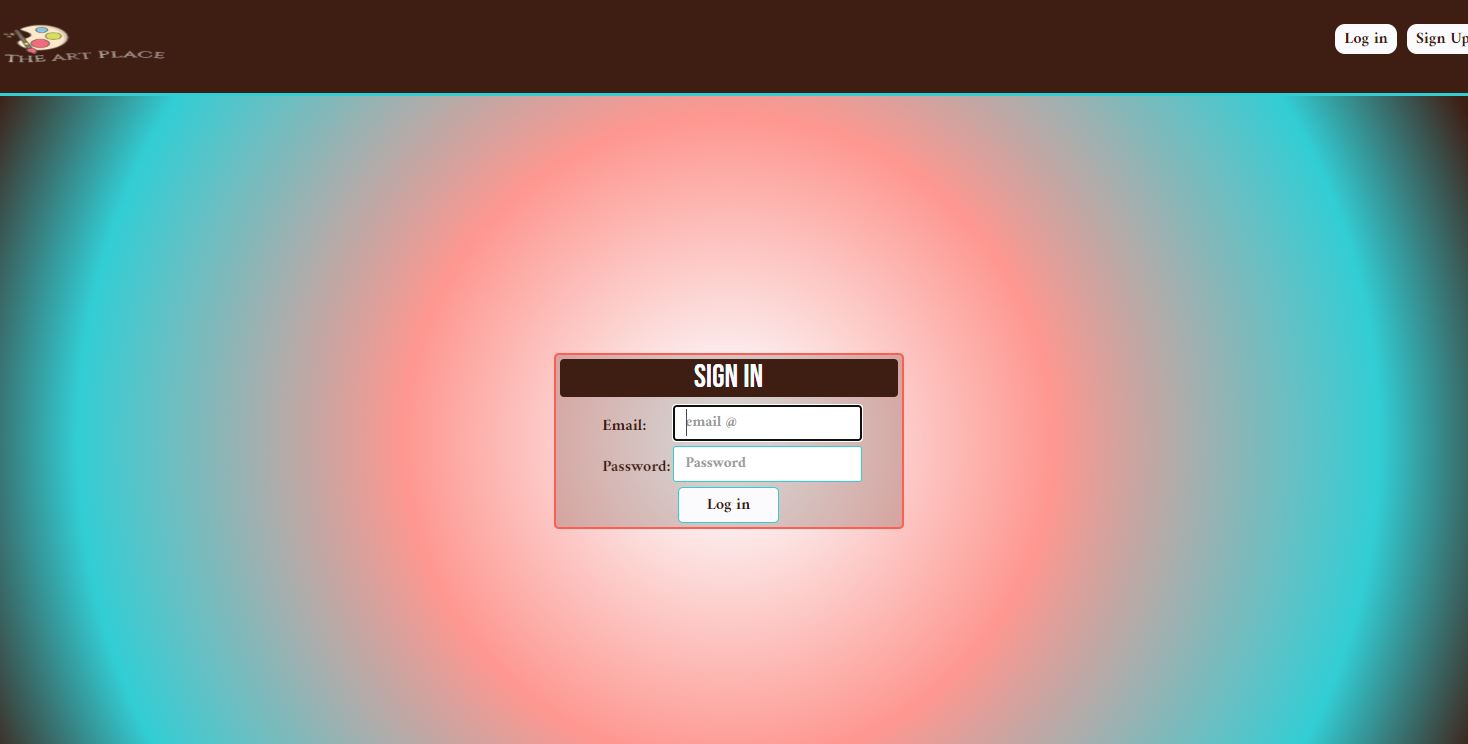 THE ART PLACE
Log in
Sign Up
SIGN IN
Email:
email @
Password:
Password
Log in